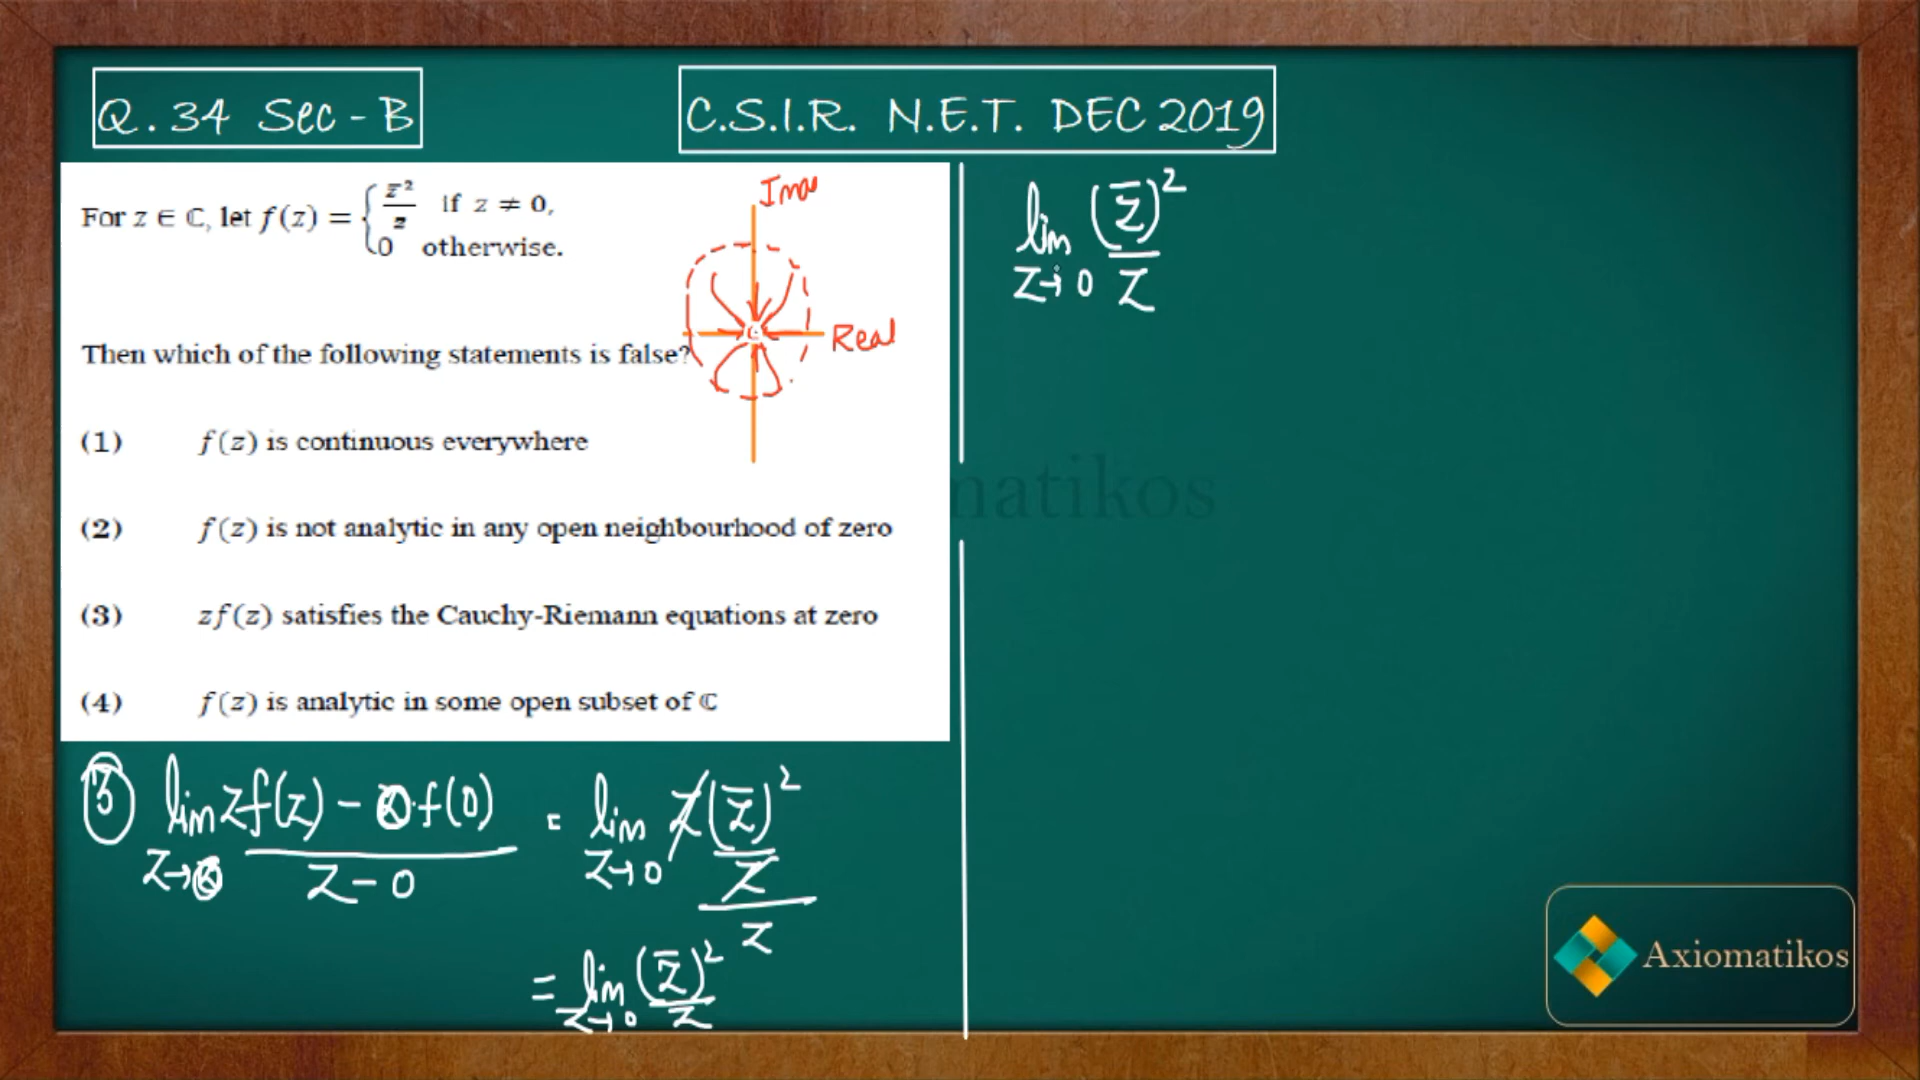 Q. 34 Sec - B
C.S.I.R. N.E.T. DEC 2019
For z ∈ ℂ, let f(z) = { z̄²/z if z ≠ 0,
0 otherwise.
Ima
Real
Then which of the following statements is false?
(1) f(z) is continuous everywhere
(2) f(z) is not analytic in any open neighbourhood of zero
(3) zf(z) satisfies the Cauchy-Riemann equations at zero
(4) f(z) is analytic in some open subset of ℂ
③ lim z→0 (zf(z) - 0·f(0))/(z-0) = lim z→0 (z (z̄)²/z)/z
= lim z→0 (z̄)²/z
lim z→0 (z̄)²/z
matikos
Axiomatikos